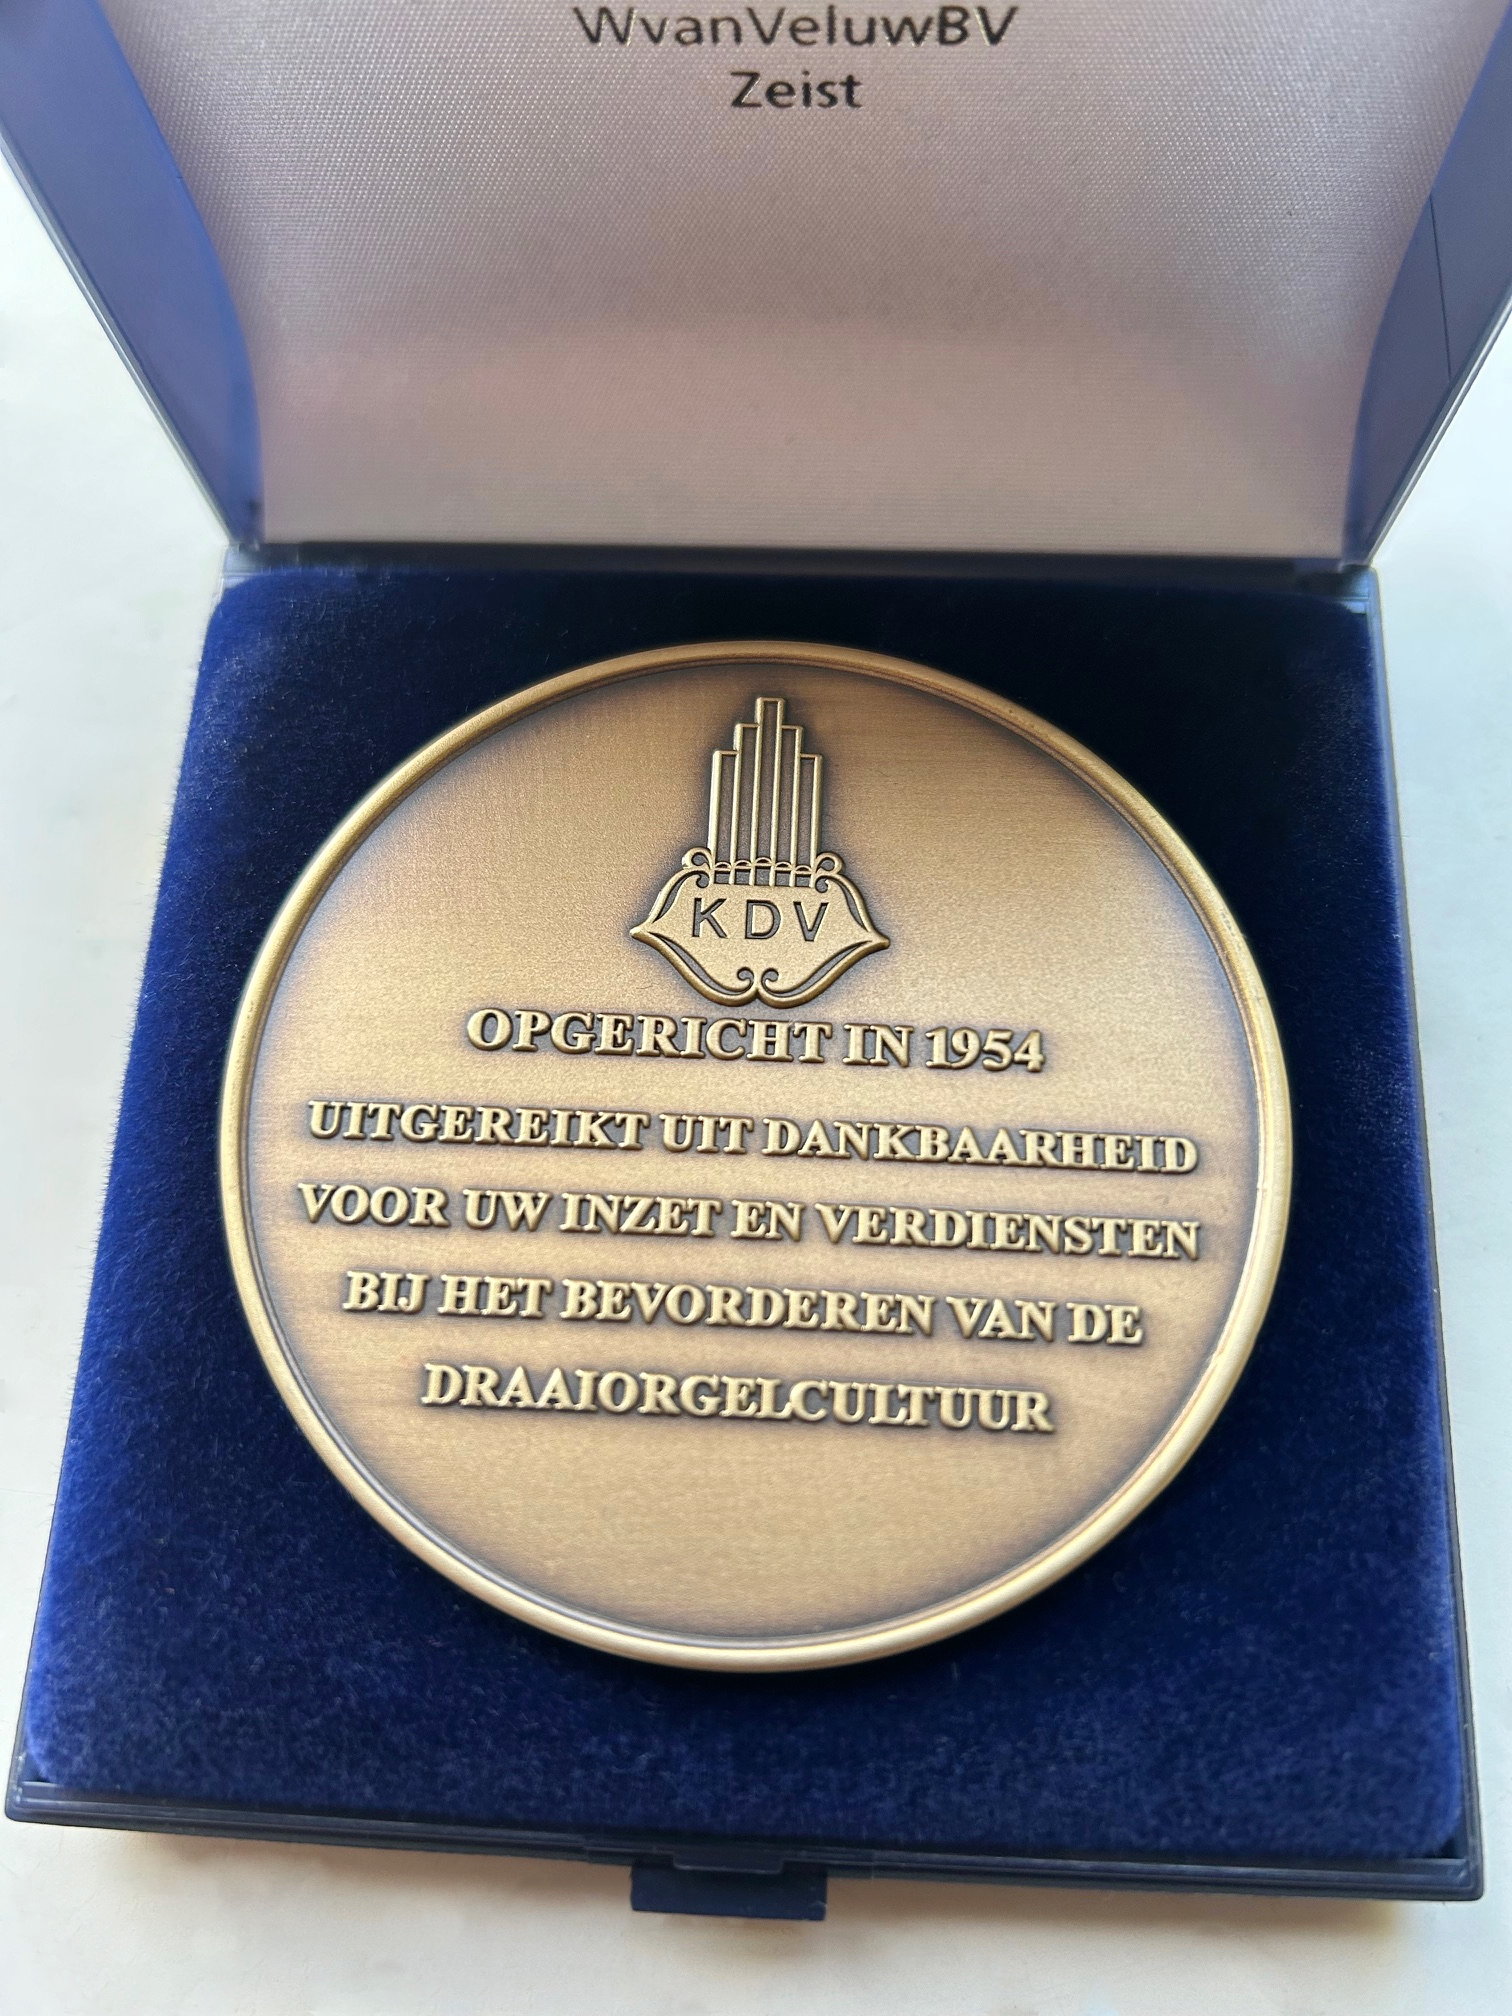 WvanVeluwBV
Zeist
KDV
OPGERICHT IN 1954
UITGEREIKT UIT DANKBAARHEID
VOOR UW INZET EN VERDIENSTEN
BIJ HET BEVORDEREN VAN DE
DRAAIORGELCULTUUR